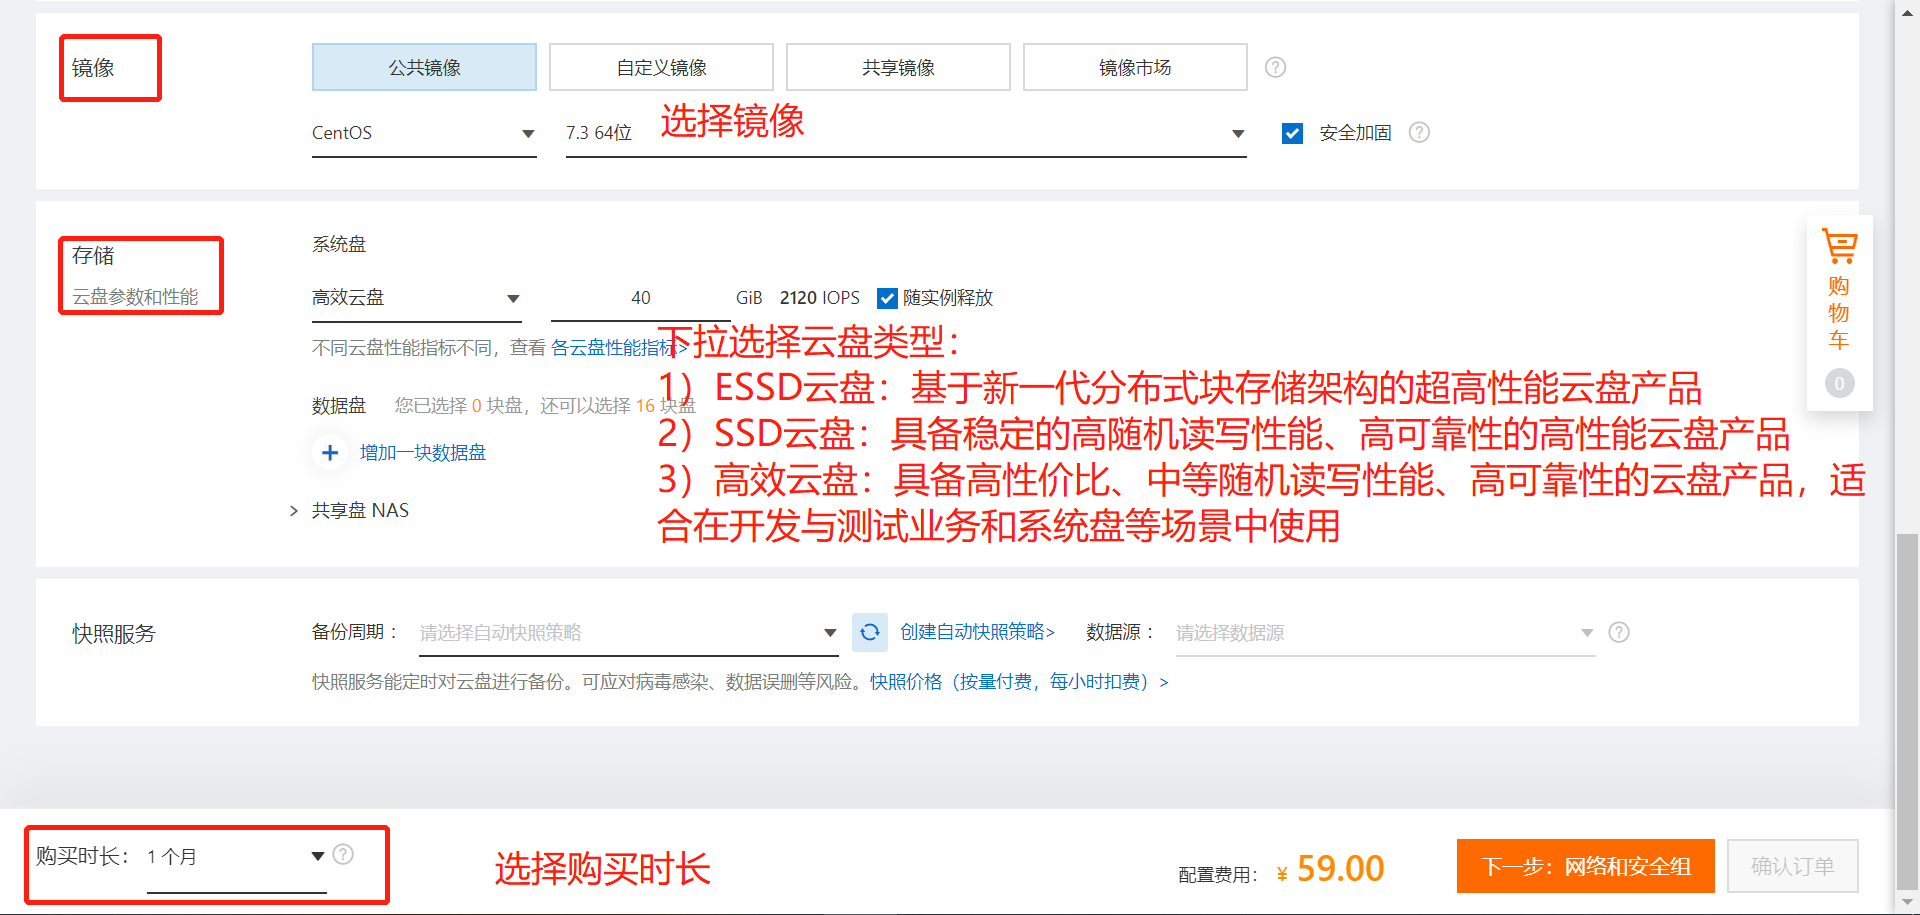 镜像
公共镜像
自定义镜像
共享镜像
镜像市场
?
CentOS
7.3 64位
选择镜像
安全加固
?
存储
云盘参数和性能
系统盘
高效云盘
40
GiB
2120 IOPS
随实例释放
不同云盘性能指标不同，查看 各云盘性能指标>
下拉选择云盘类型：
1）ESSD云盘：基于新一代分布式块存储架构的超高性能云盘产品
2）SSD云盘：具备稳定的高随机读写性能、高可靠性的高性能云盘产品
3）高效云盘：具备高性价比、中等随机读写性能、高可靠性的云盘产品，适
合在开发与测试业务和系统盘等场景中使用
数据盘
您已选择 0 块盘，还可以选择 16 块盘
增加一块数据盘
共享盘 NAS
购
物
车
0
快照服务
备份周期：
请选择自动快照策略
创建自动快照策略>
数据源：
请选择数据源
?
快照服务能定时对云盘进行备份。可应对病毒感染、数据误删等风险。快照价格（按量付费，每小时扣费）>
购买时长：
1 个月
?
选择购买时长
配置费用：
¥ 59.00
下一步：网络和安全组
确认订单